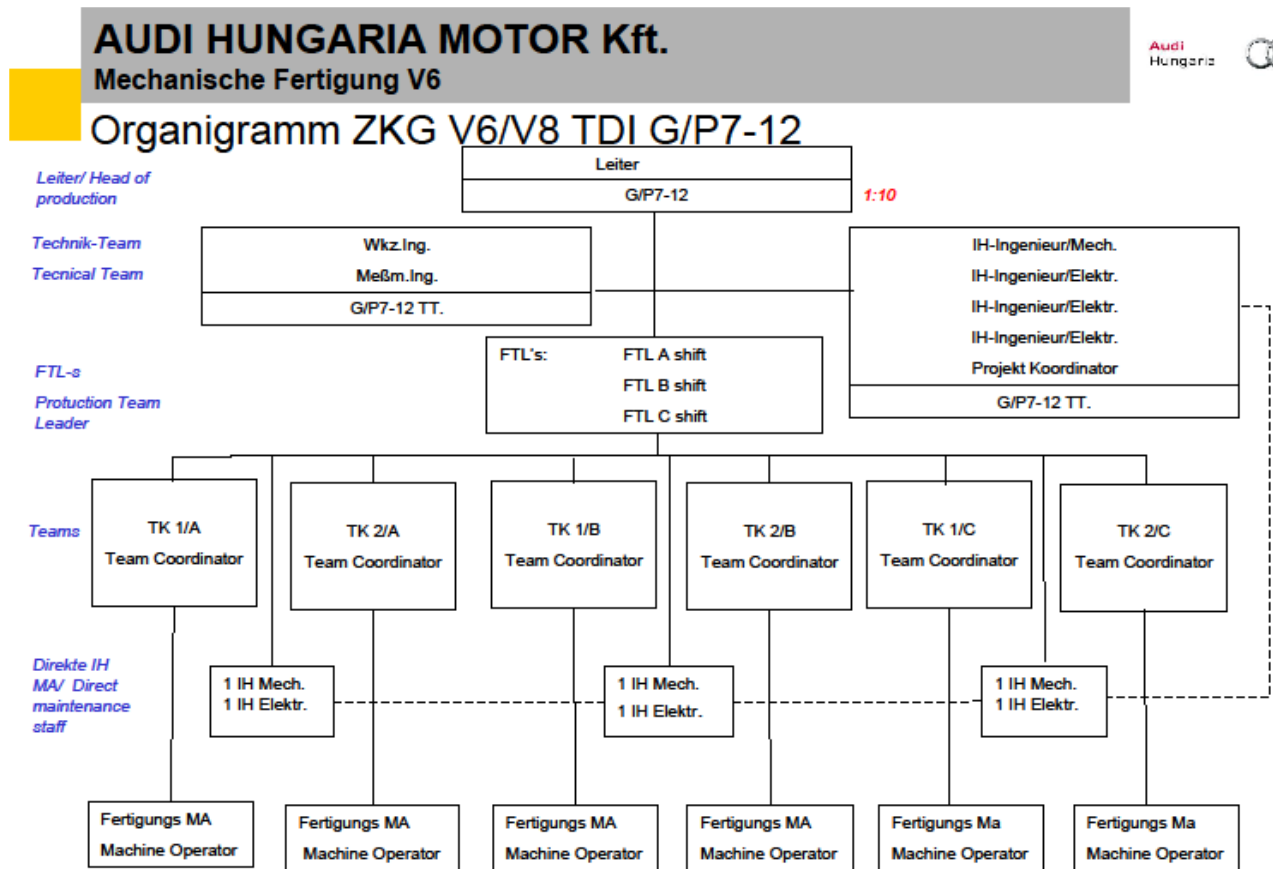 AUDI HUNGARIA MOTOR Kft.
Mechanische Fertigung V6
Audi
Hungaria
Organigramm ZKG V6/V8 TDI G/P7-12
Leiter/ Head of
production
Leiter
G/P7-12
1:10
Technik-Team
Tecnical Team
Wkz.Ing.
Meßm.Ing.
G/P7-12 TT.
IH-Ingenieur/Mech.
IH-Ingenieur/Elektr.
IH-Ingenieur/Elektr.
IH-Ingenieur/Elektr.
Projekt Koordinator
G/P7-12 TT.
FTL-s
Protuction Team
Leader
FTL's: FTL A shift
FTL B shift
FTL C shift
Teams
TK 1/A
Team Coordinator
TK 2/A
Team Coordinator
TK 1/B
Team Coordinator
TK 2/B
Team Coordinator
TK 1/C
Team Coordinator
TK 2/C
Team Coordinator
Direkte IH
MA/ Direct
maintenance
staff
1 IH Mech.
1 IH Elektr.
1 IH Mech.
1 IH Elektr.
1 IH Mech.
1 IH Elektr.
Fertigungs MA
Machine Operator
Fertigungs MA
Machine Operator
Fertigungs MA
Machine Operator
Fertigungs MA
Machine Operator
Fertigungs Ma
Machine Operator
Fertigungs Ma
Machine Operator